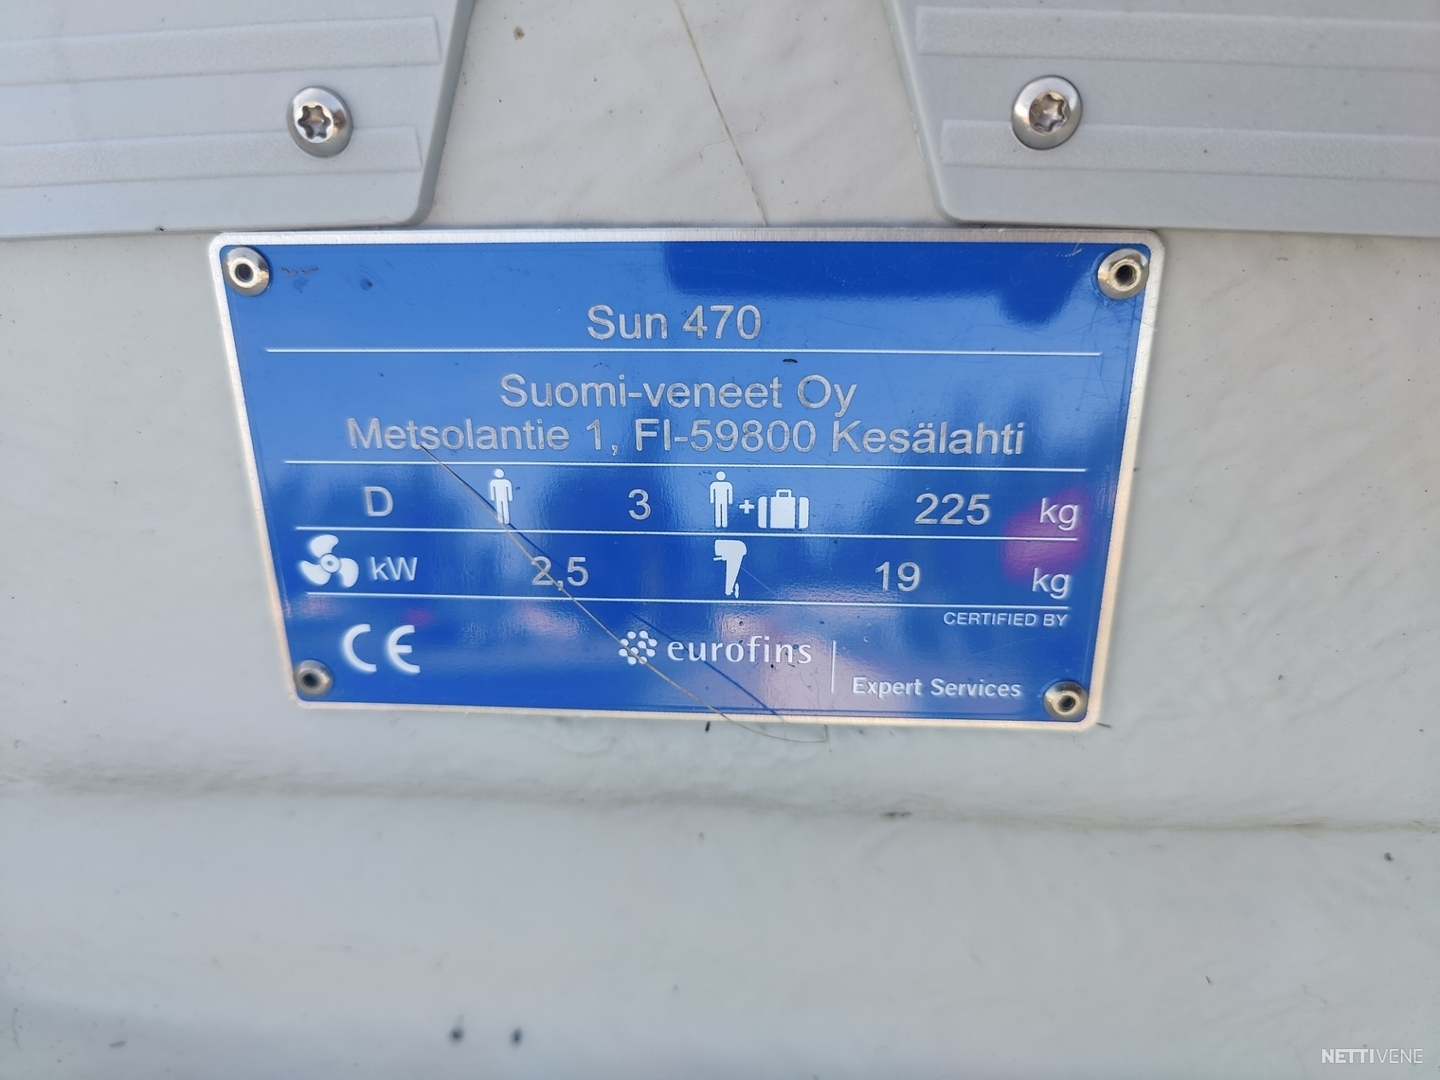 Sun 470
Suomi-veneet Oy
Metsolantie 1, FI-59800 Kesälahti
D 3 + 225 kg
kW 2,5 19 kg
CERTIFIED BY
CE eurofins
Expert Services
NETTIVENE